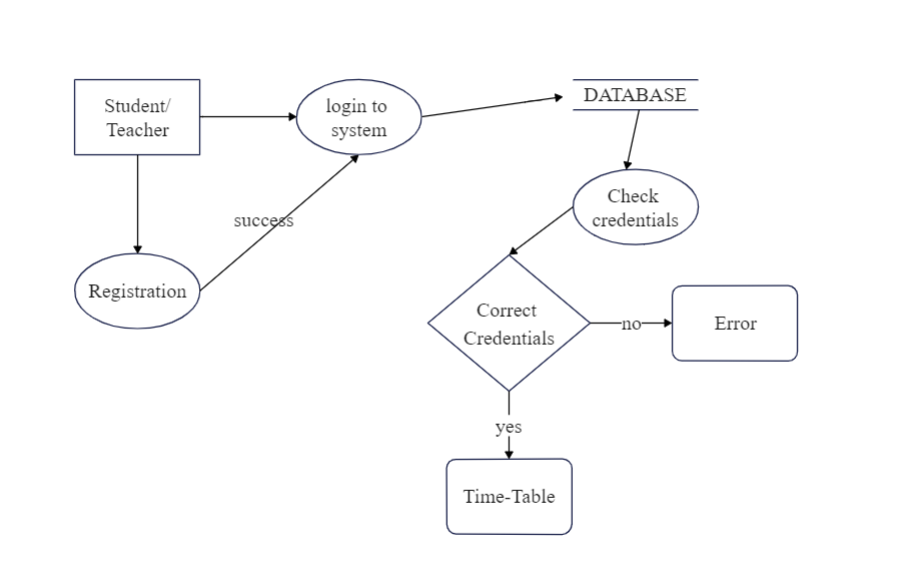 Student/
Teacher
login to
system
DATABASE
success
Check
credentials
Registration
Correct
Credentials
no
Error
yes
Time-Table